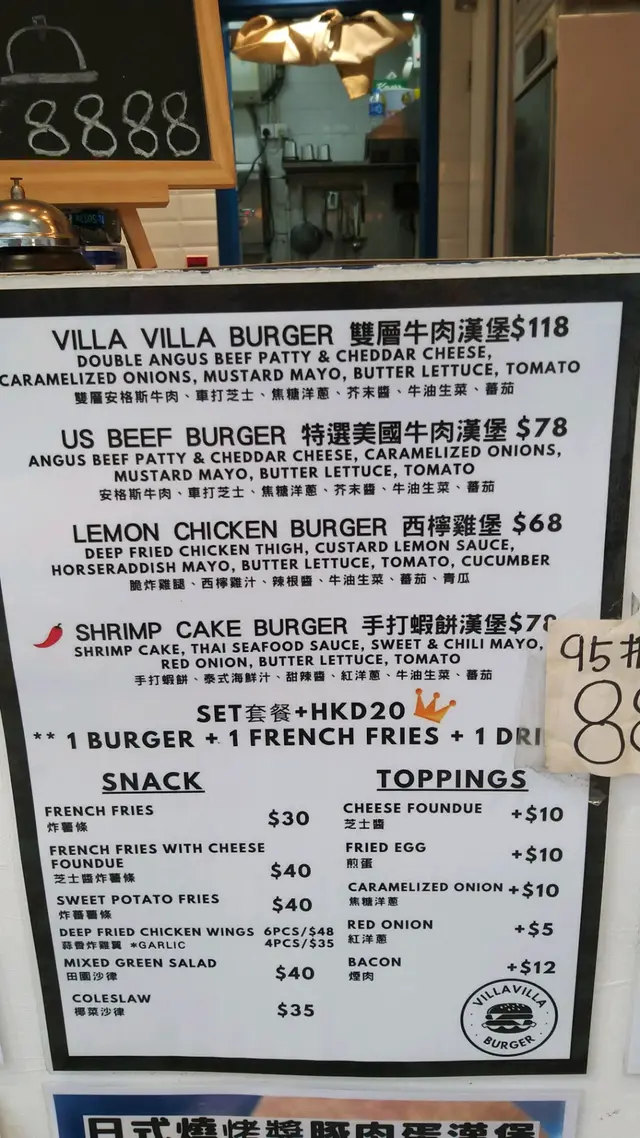 8888
VILLA VILLA BURGER 雙層牛肉漢堡$118
DOUBLE ANGUS BEEF PATTY & CHEDDAR CHEESE,
CARAMELIZED ONIONS, MUSTARD MAYO, BUTTER LETTUCE, TOMATO
雙層安格斯牛肉、車打芝士、焦糖洋蔥、芥末醬、牛油生菜、蕃茄
US BEEF BURGER 特選美國牛肉漢堡 $78
ANGUS BEEF PATTY & CHEDDAR CHEESE, CARAMELIZED ONIONS,
MUSTARD MAYO, BUTTER LETTUCE, TOMATO
安格斯牛肉、車打芝士、焦糖洋蔥、芥末醬、牛油生菜、蕃茄
LEMON CHICKEN BURGER 西檸雞堡 $68
DEEP FRIED CHICKEN THIGH, CUSTARD LEMON SAUCE,
HORSERADDISH MAYO, BUTTER LETTUCE, TOMATO, CUCUMBER
脆炸雞腿、西檸雞汁、辣根醬、牛油生菜、蕃茄、青瓜
SHRIMP CAKE BURGER 手打蝦餅漢堡$78
SHRIMP CAKE, THAI SEAFOOD SAUCE, SWEET & CHILI MAYO,
RED ONION, BUTTER LETTUCE, TOMATO
手打蝦餅、泰式海鮮汁、甜辣醬、紅洋蔥、牛油生菜、蕃茄
95#
88
SET套餐+HKD20
** 1 BURGER + 1 FRENCH FRIES + 1 DRI
SNACK
FRENCH FRIES $30
炸薯條
FRENCH FRIES WITH CHEESE
FOUNDUE $40
芝士醬炸薯條
SWEET POTATO FRIES $40
炸蕃薯條
DEEP FRIED CHICKEN WINGS 6PCS/$48
蒜香炸雞翼 *GARLIC 4PCS/$35
MIXED GREEN SALAD $40
田園沙律
COLESLAW $35
椰菜沙律
TOPPINGS
CHEESE FOUNDUE +$10
芝士醬
FRIED EGG +$10
煎蛋
CARAMELIZED ONION +$10
焦糖洋蔥
RED ONION +$5
紅洋蔥
BACON +$12
煙肉
VILLAVILLA
BURGER
日式燒烤醬豚肉蛋漢堡